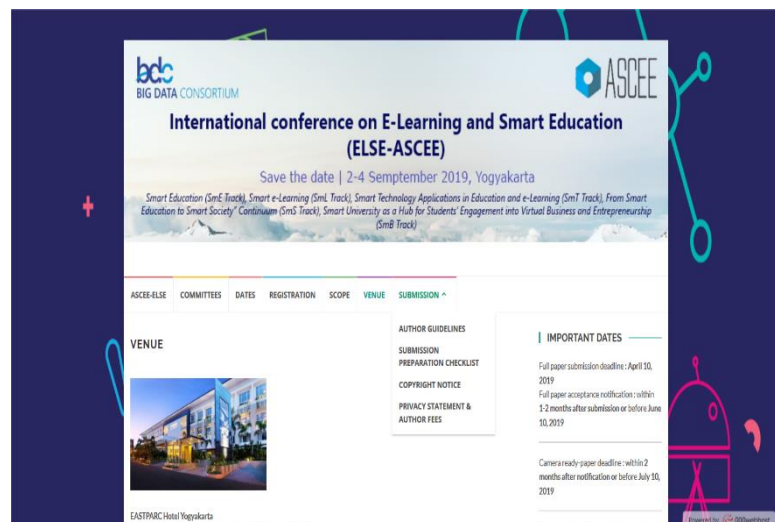 bdc
BIG DATA CONSORTIUM
ASCEE
International conference on E-Learning and Smart Education
(ELSE-ASCEE)
Save the date | 2-4 Semptember 2019, Yogyakarta
Smart Education (SmE Track), Smart e-Learning (SmL Track), Smart Technology Applications in Education and e-Learning (SmT Track), From Smart
Education to Smart Society" Continuum (SmS Track), Smart University as a Hub for Students' Engagement into Virtual Business and Entrepreneurship
(SmB Track)
ASCEE-ELSE COMMITTEES DATES REGISTRATION SCOPE VENUE SUBMISSION
AUTHOR GUIDELINES
SUBMISSION
PREPARATION CHECKLIST
COPYRIGHT NOTICE
PRIVACY STATEMENT &
AUTHOR FEES
VENUE
EASTPARC Hotel Yogyakarta
IMPORTANT DATES
Full paper submission deadline : April 10,
2019
Full paper acceptance notification : within
1-2 months after submission or before June
10, 2019
Camera ready-paper deadline : within 2
months after notification or before July 10,
2019
Powered by 000webhost